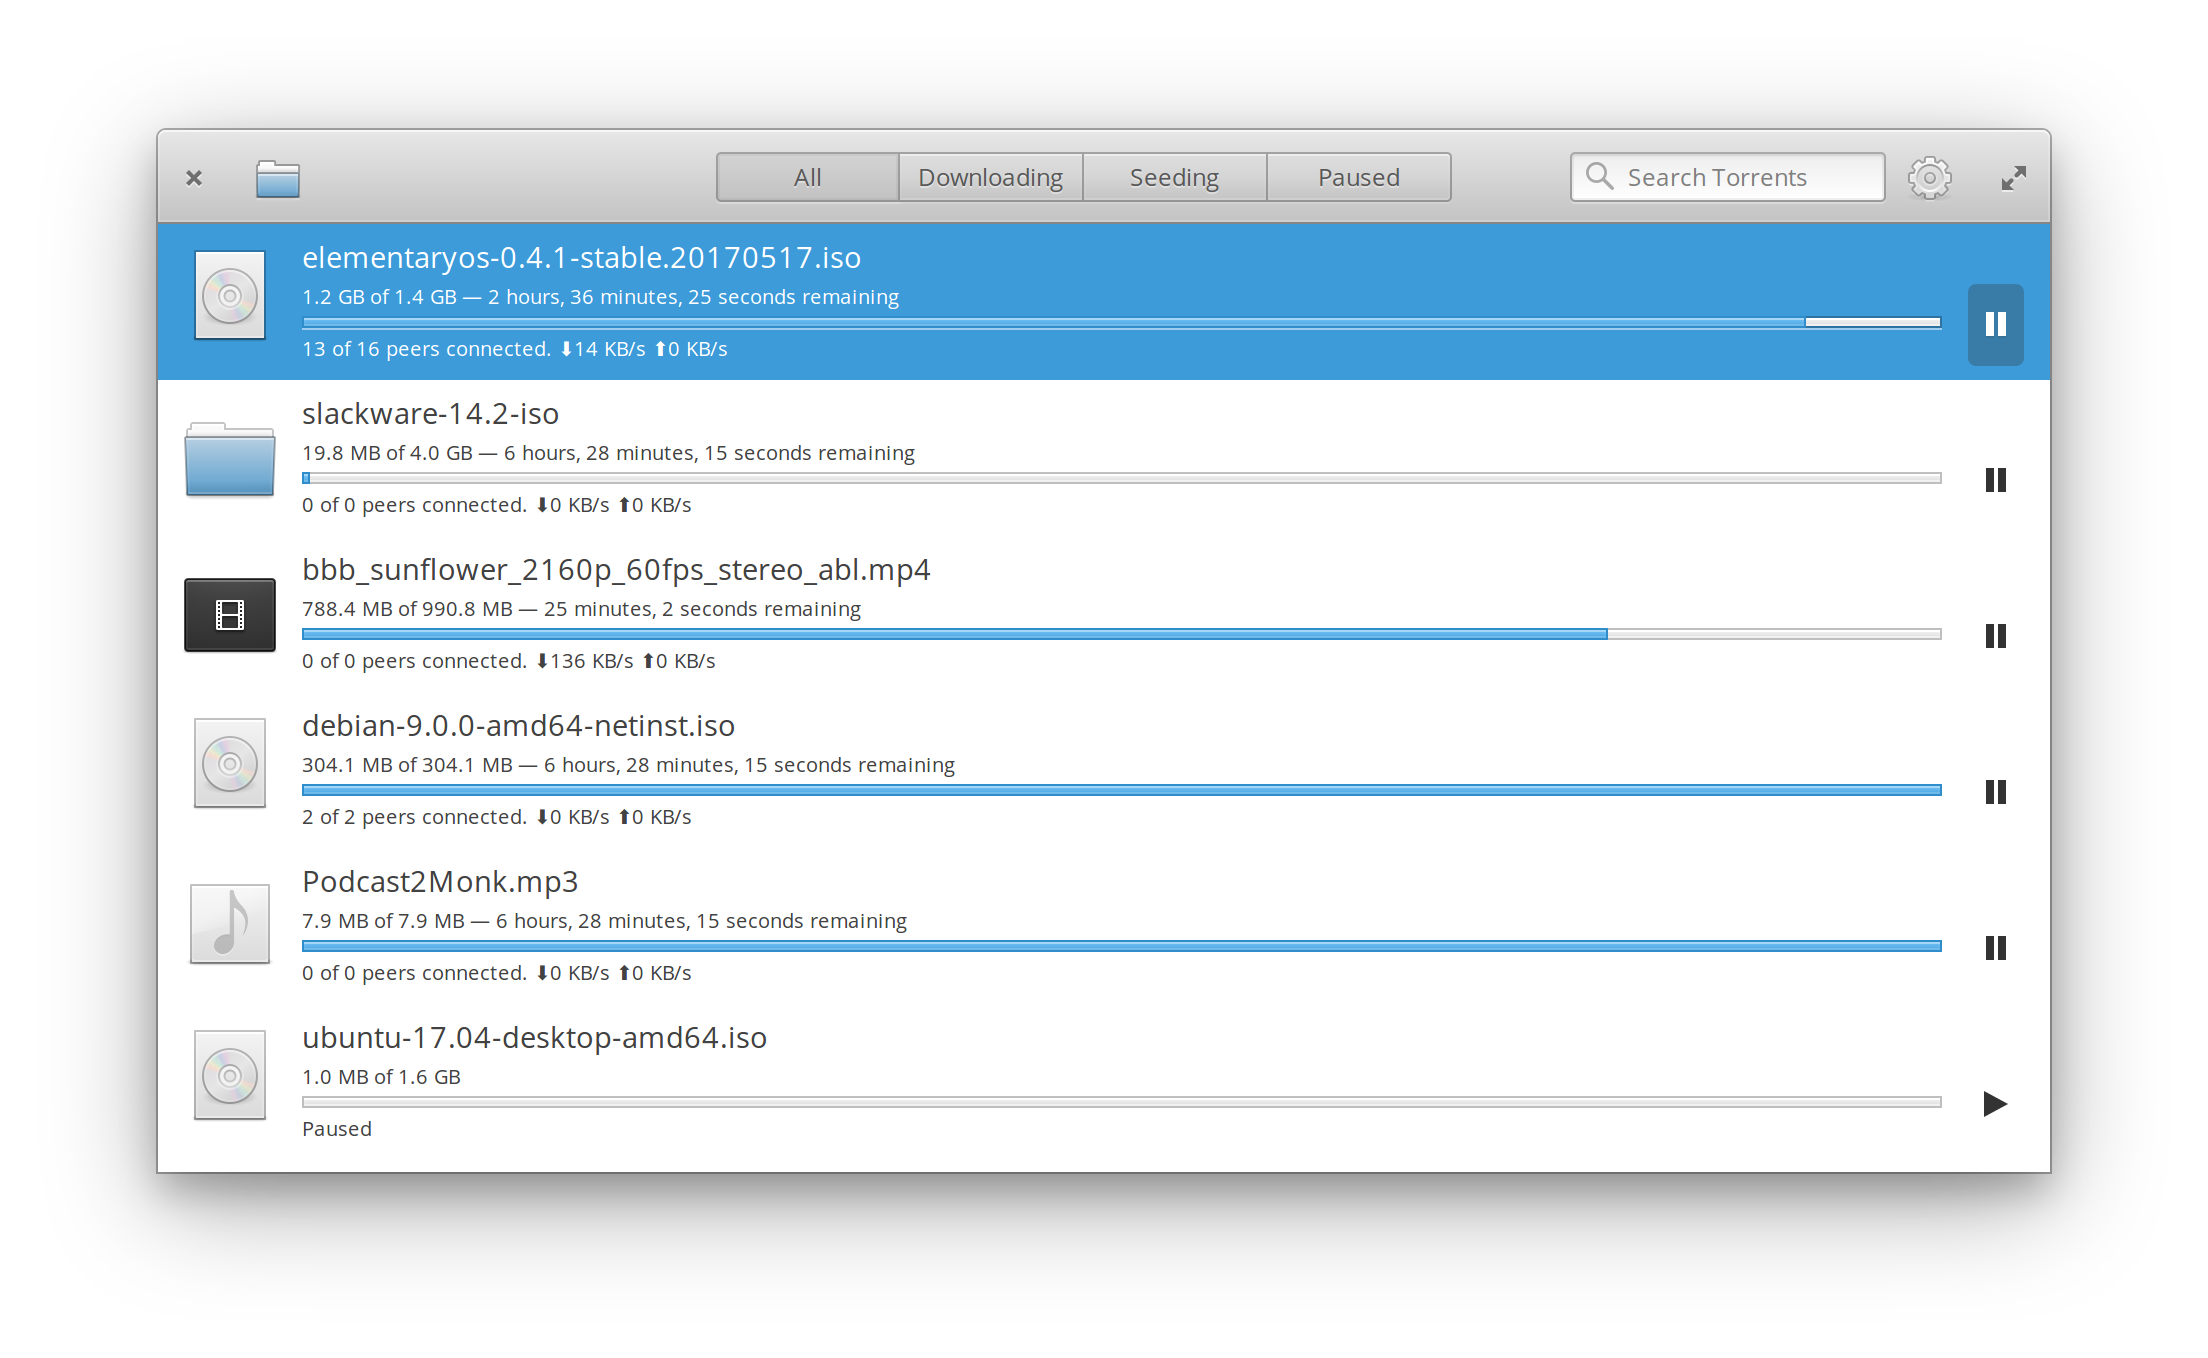 All Downloading Seeding Paused Search Torrents
elementaryos-0.4.1-stable.20170517.iso
1.2 GB of 1.4 GB — 2 hours, 36 minutes, 25 seconds remaining
13 of 16 peers connected. ⬇14 KB/s ⬆0 KB/s
slackware-14.2-iso
19.8 MB of 4.0 GB — 6 hours, 28 minutes, 15 seconds remaining
0 of 0 peers connected. ⬇0 KB/s ⬆0 KB/s
bbb_sunflower_2160p_60fps_stereo_abl.mp4
788.4 MB of 990.8 MB — 25 minutes, 2 seconds remaining
0 of 0 peers connected. ⬇136 KB/s ⬆0 KB/s
debian-9.0.0-amd64-netinst.iso
304.1 MB of 304.1 MB — 6 hours, 28 minutes, 15 seconds remaining
2 of 2 peers connected. ⬇0 KB/s ⬆0 KB/s
Podcast2Monk.mp3
7.9 MB of 7.9 MB — 6 hours, 28 minutes, 15 seconds remaining
0 of 0 peers connected. ⬇0 KB/s ⬆0 KB/s
ubuntu-17.04-desktop-amd64.iso
1.0 MB of 1.6 GB
Paused